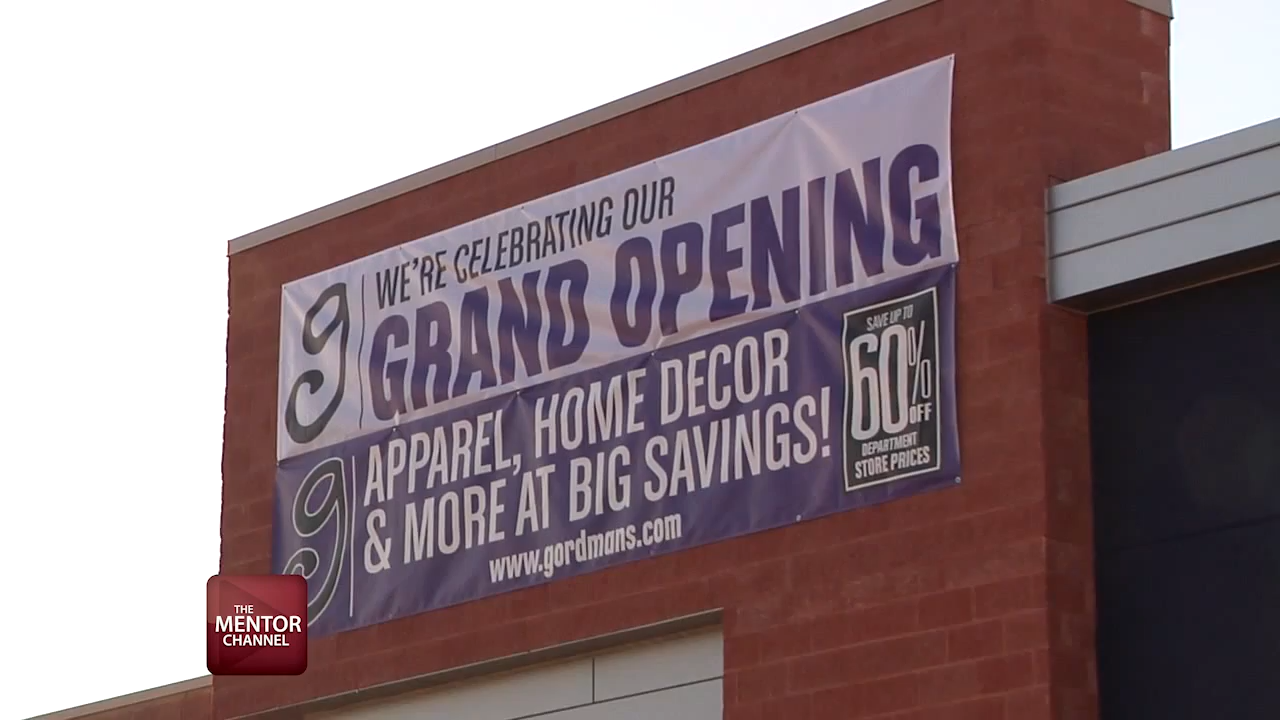 g
WE'RE CELEBRATING OUR
GRAND OPENING
g
APPAREL, HOME DECOR
& MORE AT BIG SAVINGS!
www.gordmans.com
SAVE UP TO
60%
OFF
DEPARTMENT
STORE PRICES
THE
MENTOR
CHANNEL